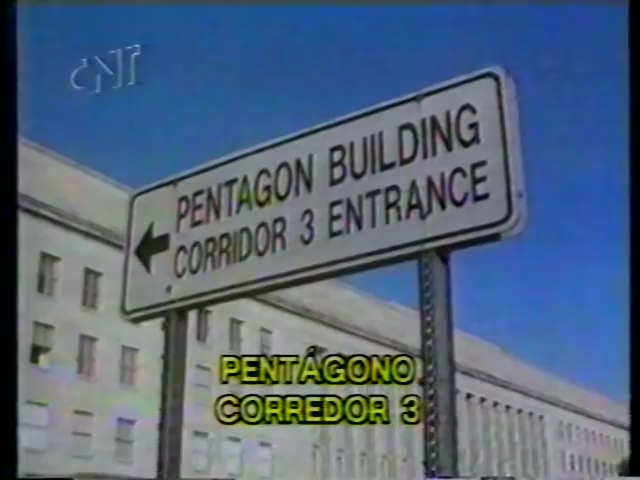 CNT
PENTAGON BUILDING
CORRIDOR 3 ENTRANCE
PENTÁGONO
CORREDOR 3